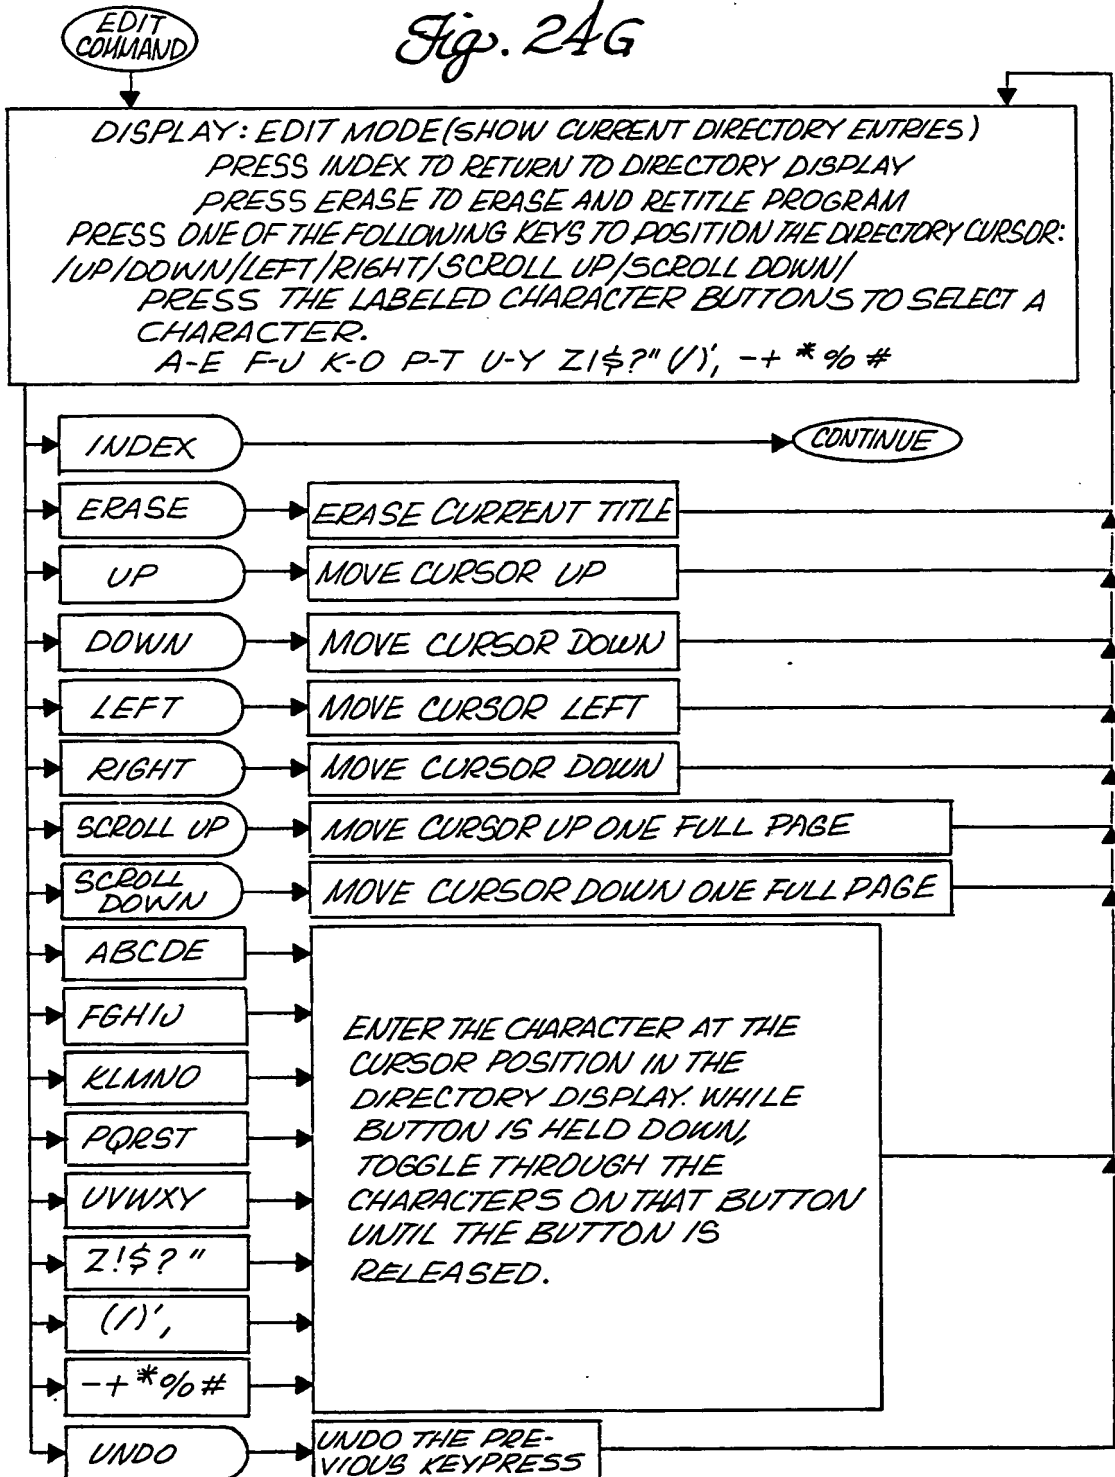 EDIT
COMMAND
Fig. 24G
DISPLAY: EDIT MODE (SHOW CURRENT DIRECTORY ENTRIES)
PRESS INDEX TO RETURN TO DIRECTORY DISPLAY
PRESS ERASE TO ERASE AND RETITLE PROGRAM
PRESS ONE OF THE FOLLOWING KEYS TO POSITION THE DIRECTORY CURSOR:
/UP/DOWN/LEFT/RIGHT/SCROLL UP/SCROLL DOWN/
PRESS THE LABELED CHARACTER BUTTONS TO SELECT A
CHARACTER.
A-E F-J K-O P-T U-Y Z!$?" (/)', -+ *% #
INDEX
CONTINUE
ERASE
ERASE CURRENT TITLE
UP
MOVE CURSOR UP
DOWN
MOVE CURSOR DOWN
LEFT
MOVE CURSOR LEFT
RIGHT
MOVE CURSOR DOWN
SCROLL UP
MOVE CURSOR UP ONE FULL PAGE
SCROLL
DOWN
MOVE CURSOR DOWN ONE FULL PAGE
ABCDE
FGHIJ
KLMNO
PQRST
UVWXY
Z!$?"
(/)',
-+*%#
ENTER THE CHARACTER AT THE
CURSOR POSITION IN THE
DIRECTORY DISPLAY. WHILE
BUTTON IS HELD DOWN,
TOGGLE THROUGH THE
CHARACTERS ON THAT BUTTON
UNTIL THE BUTTON IS
RELEASED.
UNDO
UNDO THE PRE-
VIOUS KEYPRESS